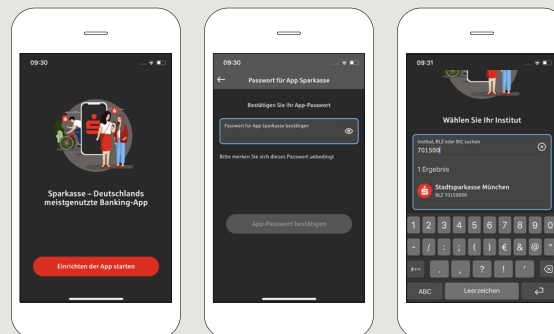 09:30
Sparkasse – Deutschlands
meistgenutzte Banking-App
Einrichten der App starten
09:30
Passwort für App Sparkasse
Bestätigen Sie Ihr App-Passwort
Passwort für App Sparkasse bestätigen
Bitte merken Sie sich dieses Passwort unbedingt
App-Passwort bestätigen
09:31
Wählen Sie Ihr Institut
Institut, BLZ oder BIC suchen
701500
1 Ergebnis
Stadtsparkasse München
BLZ 70150000
1 2 3 4 5 6 7 8 9 0
- / : ; ( ) € & @ "
#+= . , ? ! '
ABC Leerzeichen